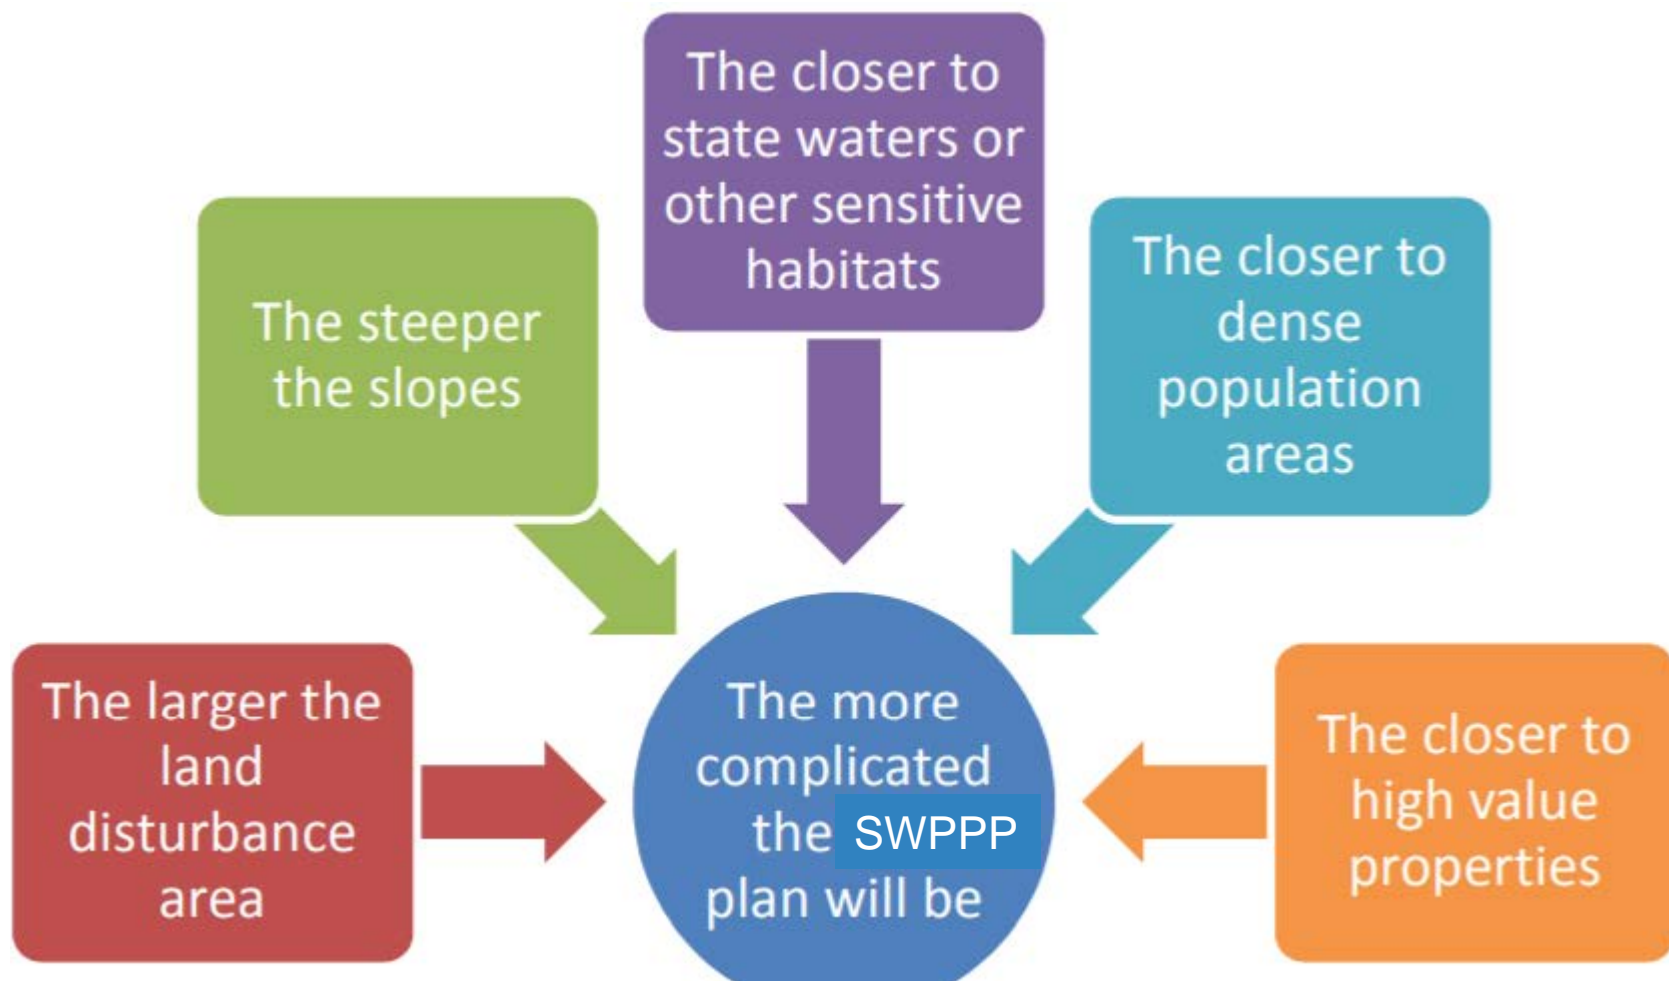 The closer to
state waters or
other sensitive
habitats
The steeper
the slopes
The closer to
dense
population
areas
The larger the
land
disturbance
area
The more
complicated
the SWPPP
plan will be
The closer to
high value
properties